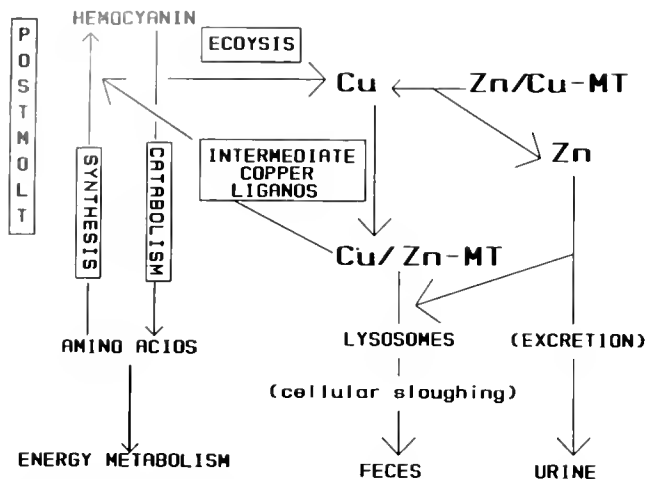 HEMOCYANIN
POSTMOLT
ECOYSIS
Cu
Zn/Cu-MT
Zn
INTERMEDIATE
COPPER
LIGANOS
SYNTHESIS
CATABOLISM
Cu/Zn-MT
AMINO ACIOS
LYSOSOMES
(EXCRETION)
(cellular sloughing)
ENERGY METABOLISM
FECES
URINE